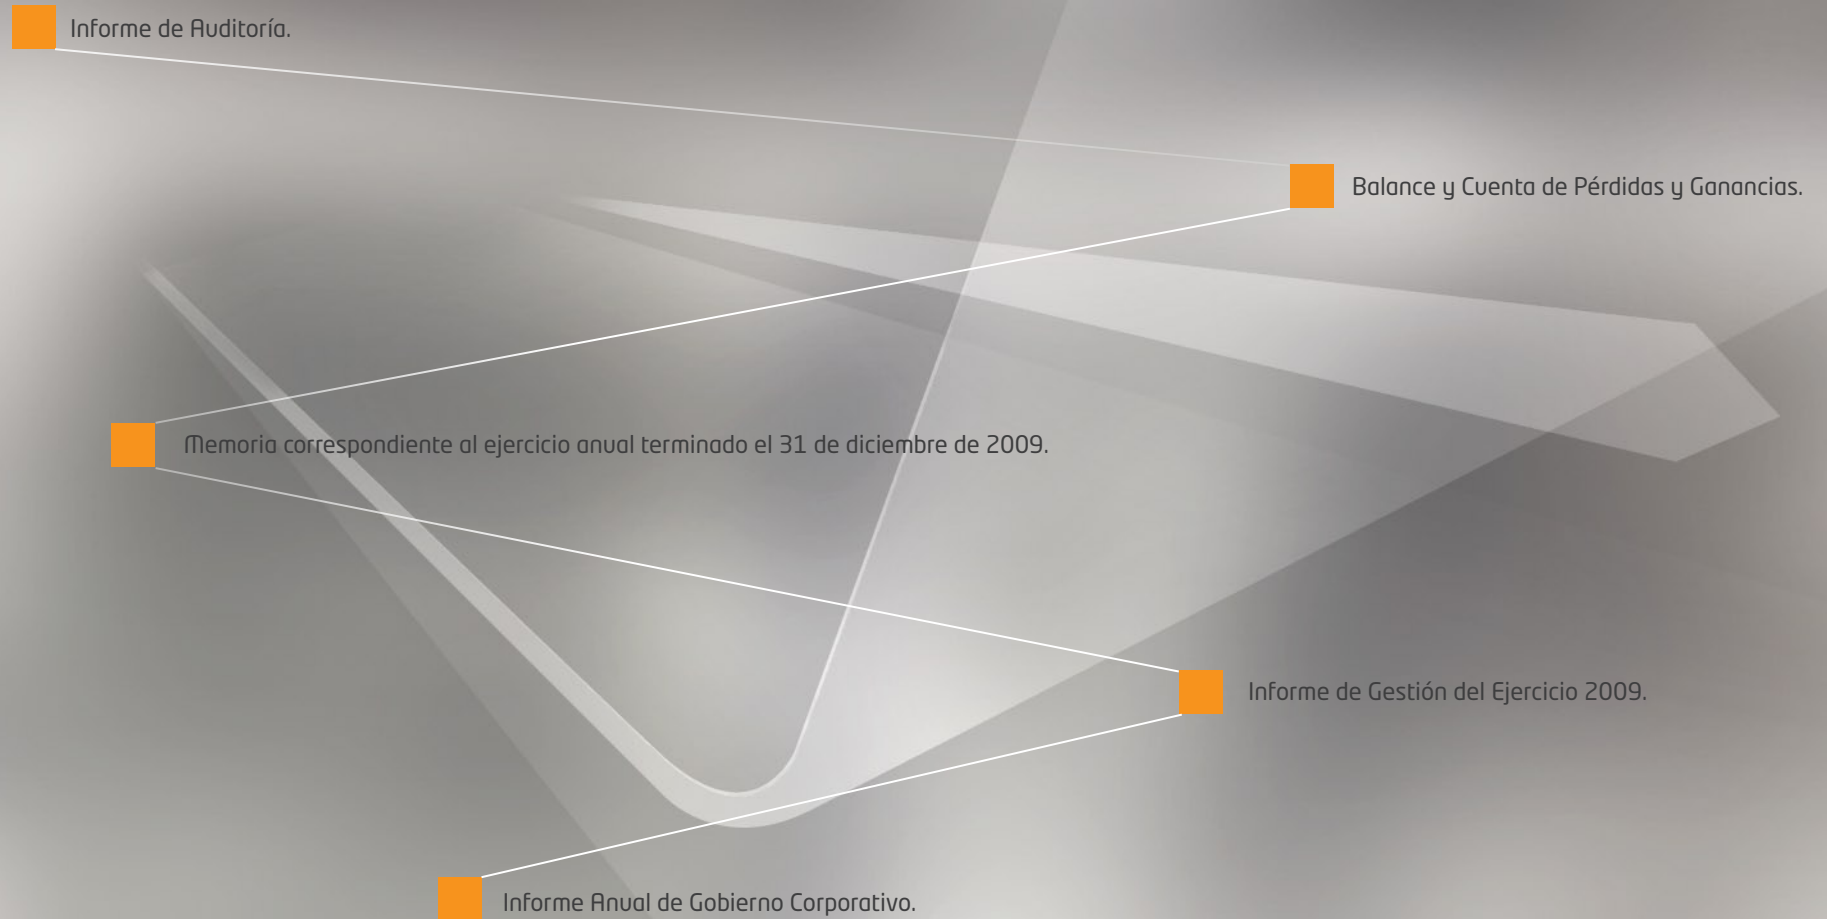 Informe de Auditoría.
Balance y Cuenta de Pérdidas y Ganancias.
Memoria correspondiente al ejercicio anual terminado el 31 de diciembre de 2009.
Informe de Gestión del Ejercicio 2009.
Informe Anual de Gobierno Corporativo.